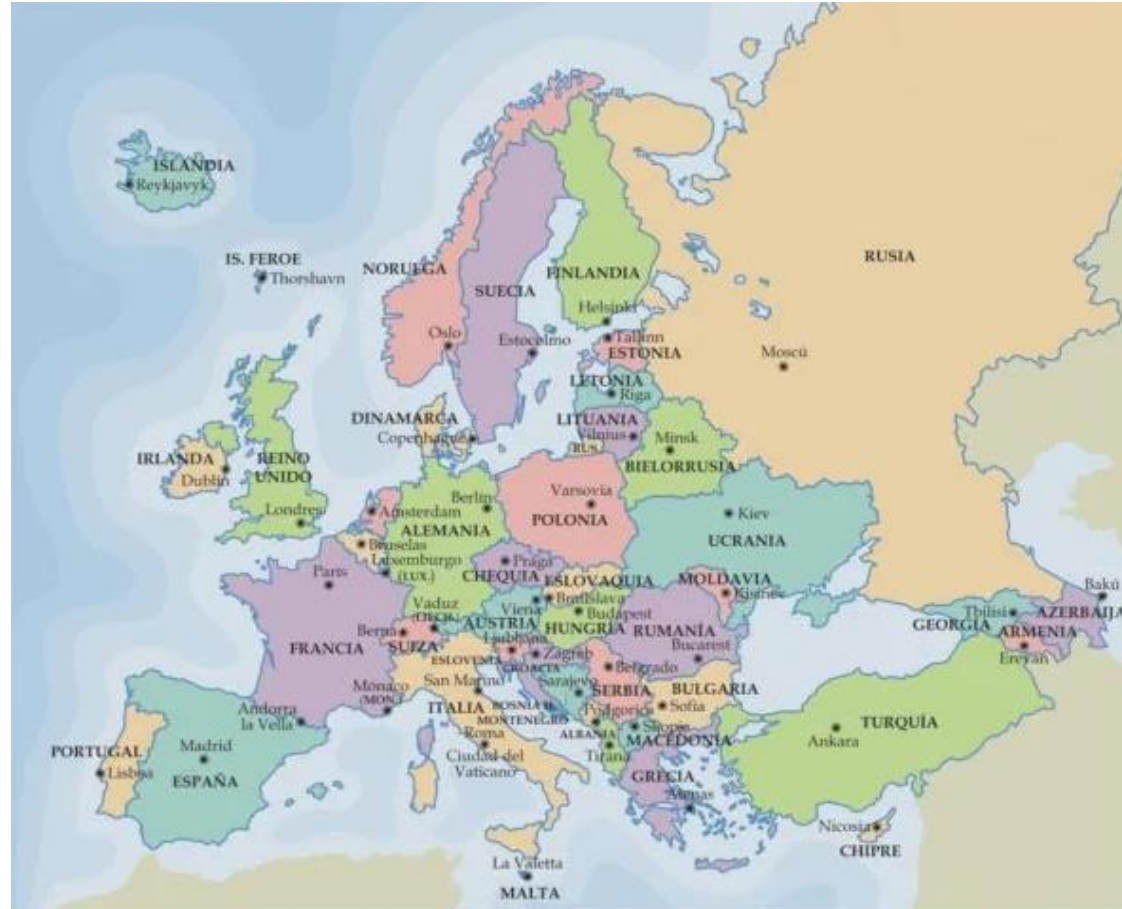 ISLANDIA
Reykjavyk
IS. FEROE
Thorshavn
NORUEGA
Oslo
SUECIA
Estocolmo
FINLANDIA
Helsinki
RUSIA
Moscú
Tallinn
ESTONIA
LETONIA
Riga
LITUANIA
Vilnius
(RUS.)
Minsk
BIELORRUSIA
DINAMARCA
Copenhague
IRLANDA
Dublín
REINO
UNIDO
Londres
Amsterdam
Berlín
ALEMANIA
Varsovia
POLONIA
Kiev
UCRANIA
Bruselas
Luxemburgo
(LUX.)
Praga
CHEQUIA
ESLOVAQUIA
Bratislava
MOLDAVIA
Kisinev
París
FRANCIA
Vaduz
Berna
SUIZA
Viena
AUSTRIA
Budapest
HUNGRÍA
RUMANÍA
Bucarest
Liubliana
ESLOVENIA
Zagreb
CROACIA
Belgrado
SERBIA
Sarajevo
BOSNIA H.
MONTENEGRO
Podgorica
BULGARIA
Sofía
Skopje
MACEDONIA
ALBANIA
Tirana
GRECIA
Atenas
San Marino
ITALIA
Roma
Ciudad del
Vaticano
Mónaco
(MON.)
Andorra
la Vella
PORTUGAL
Lisboa
Madrid
ESPAÑA
La Valetta
MALTA
TURQUÍA
Ankara
Nicosia
CHIPRE
Tbilisi
GEORGIA
Bakú
AZERBAIJA
ARMENIA
Ereván